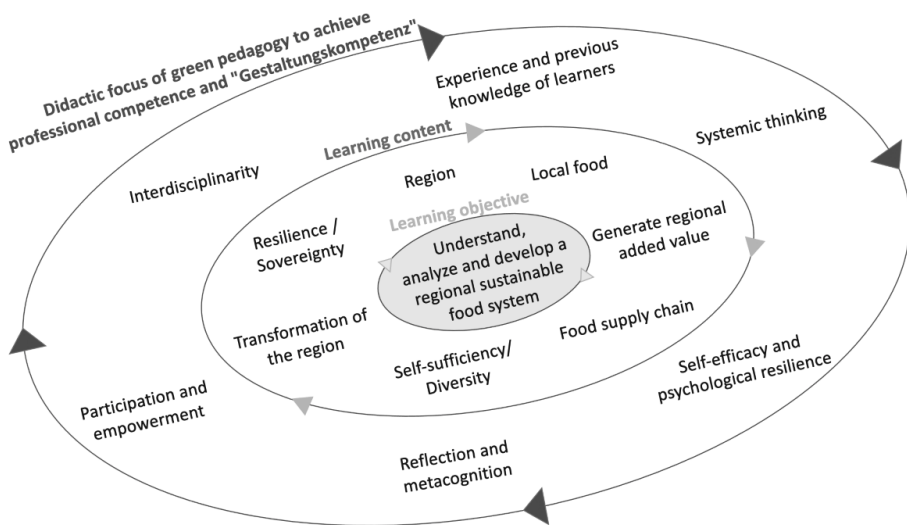 Didactic focus of green pedagogy to achieve
professional competence and "Gestaltungskompetenz"
Experience and previous
knowledge of learners
Systemic thinking
Interdisciplinarity
Learning content
Region
Local food
Resilience /
Sovereignty
Learning objective
Generate regional
added value
Understand,
analyze and develop a
regional sustainable
food system
Transformation of
the region
Food supply chain
Self-sufficiency/
Diversity
Self-efficacy and
psychological resilience
Participation and
empowerment
Reflection and
metacognition